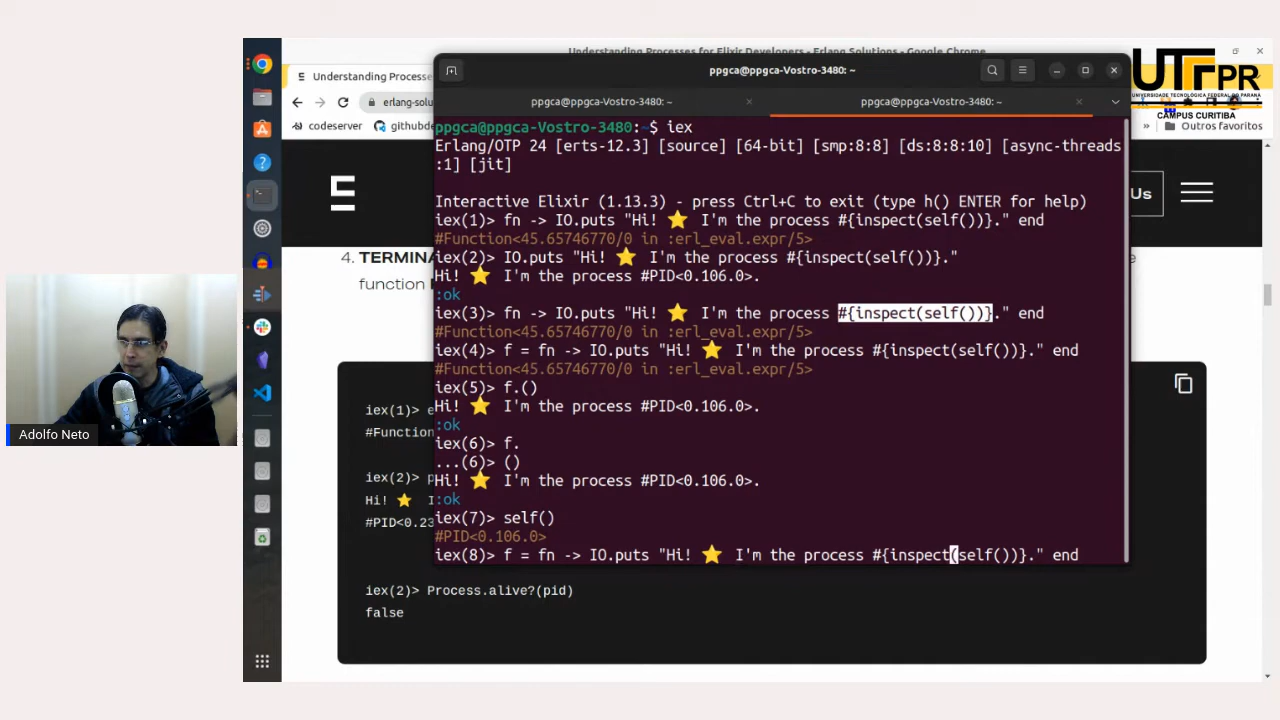 Understanding Processes for Elixir Developers - Erlang Solutions - Google Chrome
Understanding Processe
ppgca@ppgca-Vostro-3480: ~
UTFPR
UNIVERSIDADE TECNOLÓGICA FEDERAL DO PARANÁ
CAMPUS CURITIBA
erlang-solu
ppgca@ppgca-Vostro-3480: ~
ppgca@ppgca-Vostro-3480: ~
codeserver
githubde
Outros favoritos
Us
ppgca@ppgca-Vostro-3480:~$ iex
Erlang/OTP 24 [erts-12.3] [source] [64-bit] [smp:8:8] [ds:8:8:10] [async-threads
:1] [jit]
Interactive Elixir (1.13.3) - press Ctrl+C to exit (type h() ENTER for help)
iex(1)> fn -> IO.puts "Hi! ⭐ I'm the process #{inspect(self())}." end
#Function<45.65746770/0 in :erl_eval.expr/5>
iex(2)> IO.puts "Hi! ⭐ I'm the process #{inspect(self())}."
Hi! ⭐ I'm the process #PID<0.106.0>.
:ok
iex(3)> fn -> IO.puts "Hi! ⭐ I'm the process #{inspect(self())}." end
#Function<45.65746770/0 in :erl_eval.expr/5>
iex(4)> f = fn -> IO.puts "Hi! ⭐ I'm the process #{inspect(self())}." end
#Function<45.65746770/0 in :erl_eval.expr/5>
iex(5)> f.()
Hi! ⭐ I'm the process #PID<0.106.0>.
:ok
iex(6)> f.
...(6)> ()
Hi! ⭐ I'm the process #PID<0.106.0>.
:ok
iex(7)> self()
#PID<0.106.0>
iex(8)> f = fn -> IO.puts "Hi! ⭐ I'm the process #{inspect(self())}." end
4. TERMINA
e
function
iex(1)> e
#Function
iex(2)> p
Hi! ⭐ I
#PID<0.23
iex(2)> Process.alive?(pid)
false
Adolfo Neto